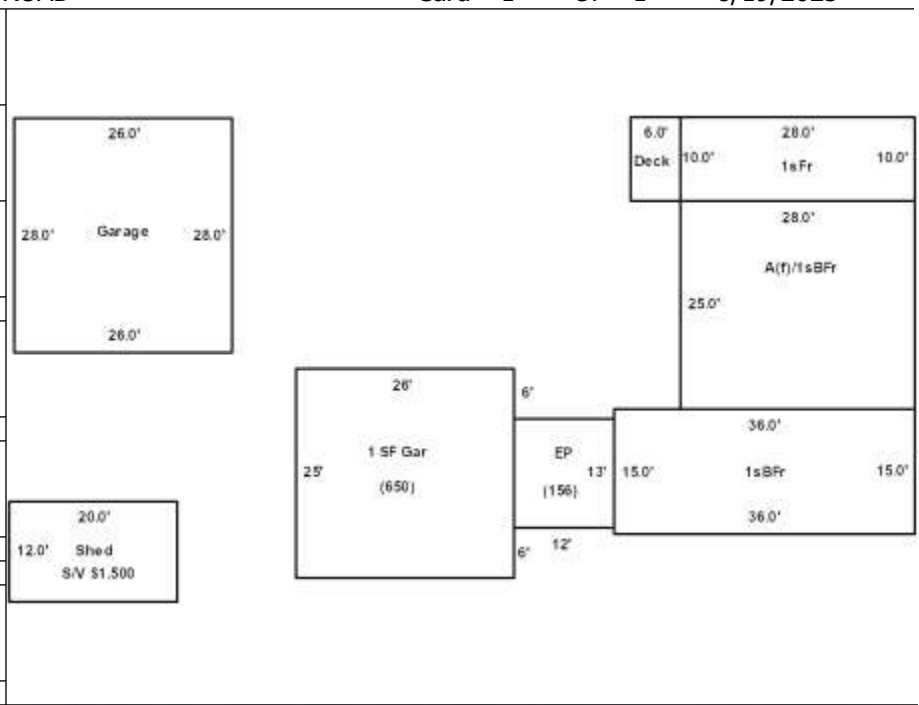 Card 1 Of 1
26.0'
28.0' Garage 28.0'
26.0'
6.0' 28.0'
Deck 10.0' 1sFr 10.0'
28.0'
A(f)/1sBFr
25.0'
26' 6'
1 SF Gar
25'
(650)
EP
13'
(156)
6' 12'
36.0'
15.0' 1sBFr 15.0'
36.0'
20.0'
12.0' Shed
S/V $1,500